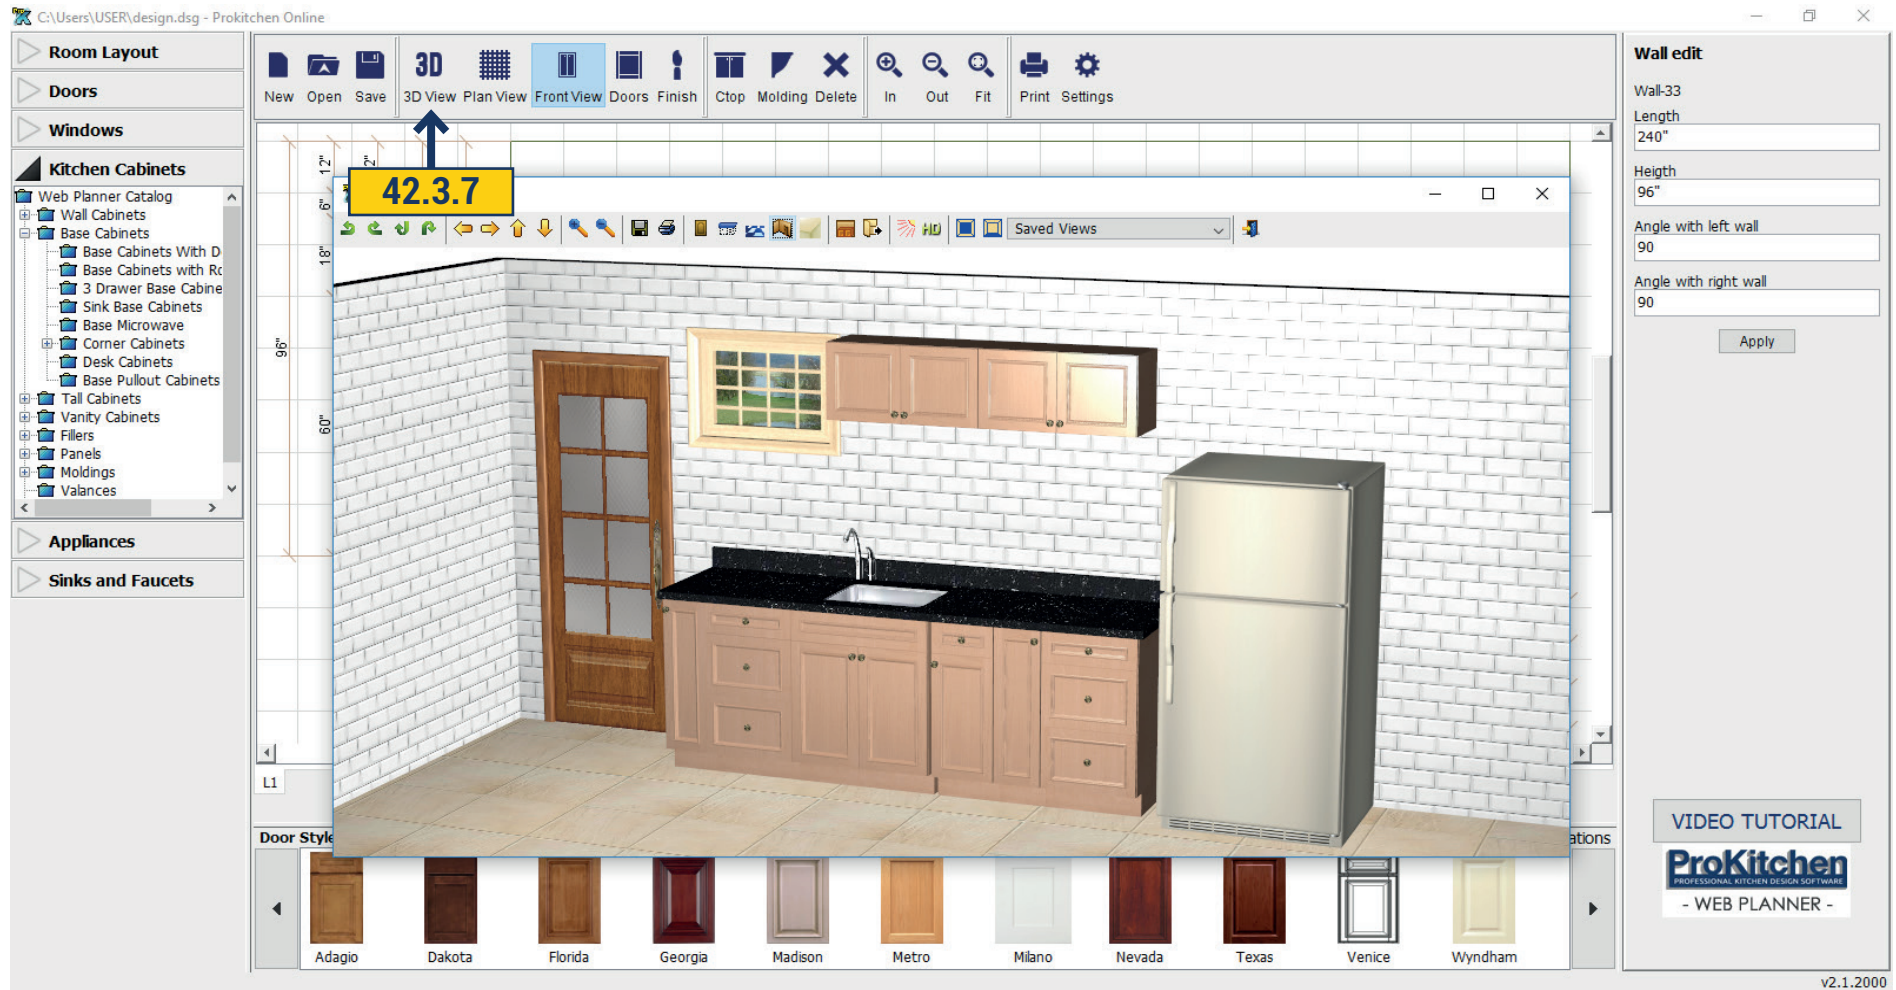 C:\Users\USER\design.dsg - Prokitchen Online
Room Layout
Doors
Windows
Kitchen Cabinets
Web Planner Catalog
Wall Cabinets
Base Cabinets
Base Cabinets With D
Base Cabinets with Ro
3 Drawer Base Cabine
Sink Base Cabinets
Base Microwave
Corner Cabinets
Desk Cabinets
Base Pullout Cabinets
Tall Cabinets
Vanity Cabinets
Fillers
Panels
Moldings
Valances
Appliances
Sinks and Faucets
3D
New Open Save 3D View Plan View Front View Doors Finish Ctop Molding Delete In Out Fit Print Settings
42.3.7
12"
2"
6"
18"
96"
60"
HD
Saved Views
L1
Door Style
ations
Adagio Dakota Florida Georgia Madison Metro Milano Nevada Texas Venice Wyndham
Wall edit
Wall-33
Length
240"
Heigth
96"
Angle with left wall
90
Angle with right wall
90
Apply
VIDEO TUTORIAL
ProKitchen
PROFESSIONAL KITCHEN DESIGN SOFTWARE
- WEB PLANNER -
v2.1.2000